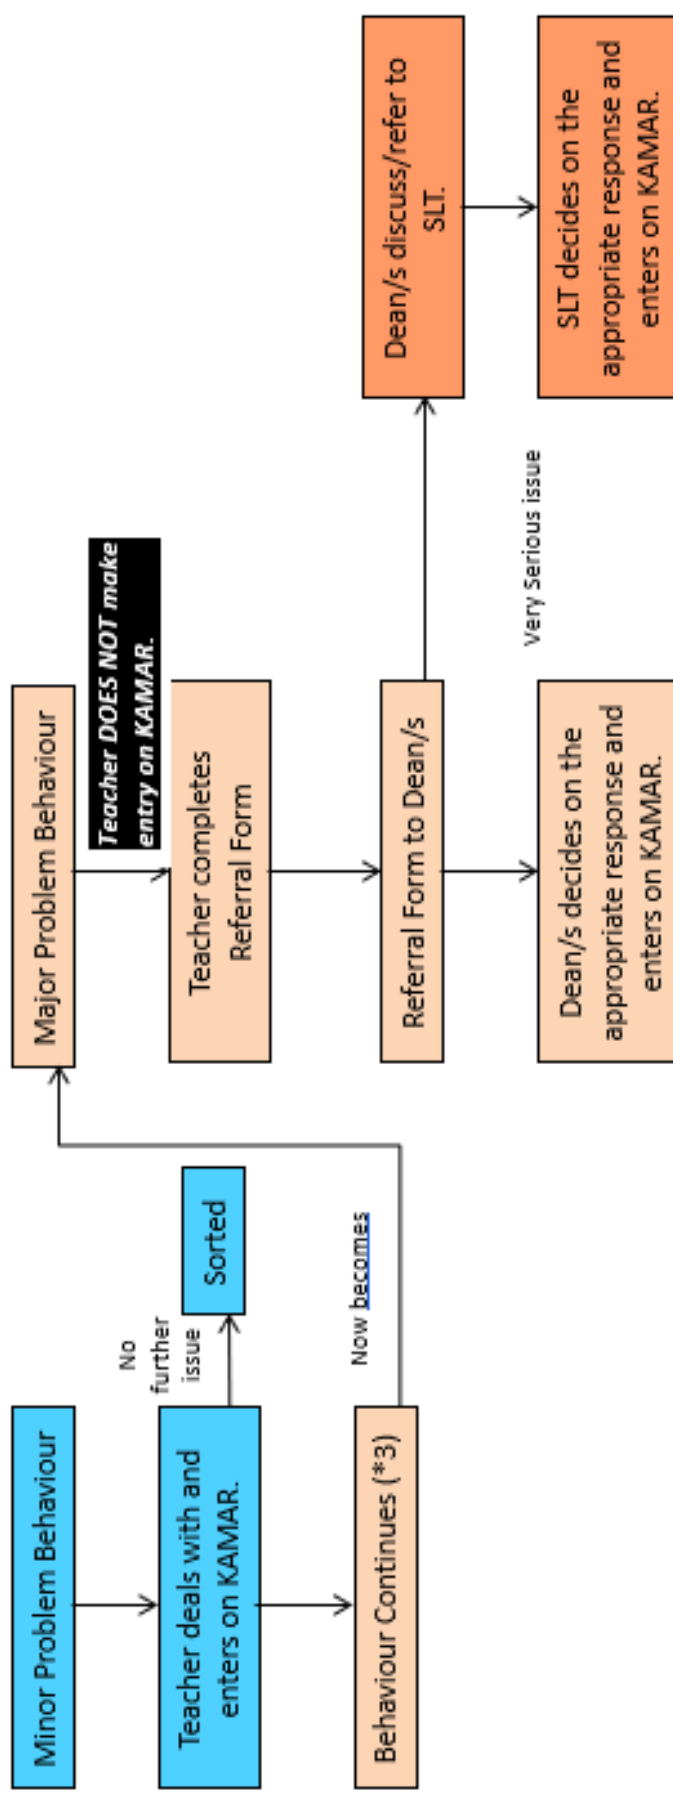 Minor Problem Behaviour
Teacher deals with and
enters on KAMAR.
No
further
issue
Sorted
Behaviour Continues (*3)
Now becomes
Major Problem Behaviour
Teacher DOES NOT make
entry on KAMAR.
Teacher completes
Referral Form
Referral Form to Dean/s
Dean/s decides on the
appropriate response and
enters on KAMAR.
Very Serious issue
Dean/s discuss/refer to
SLT.
SLT decides on the
appropriate response and
enters on KAMAR.